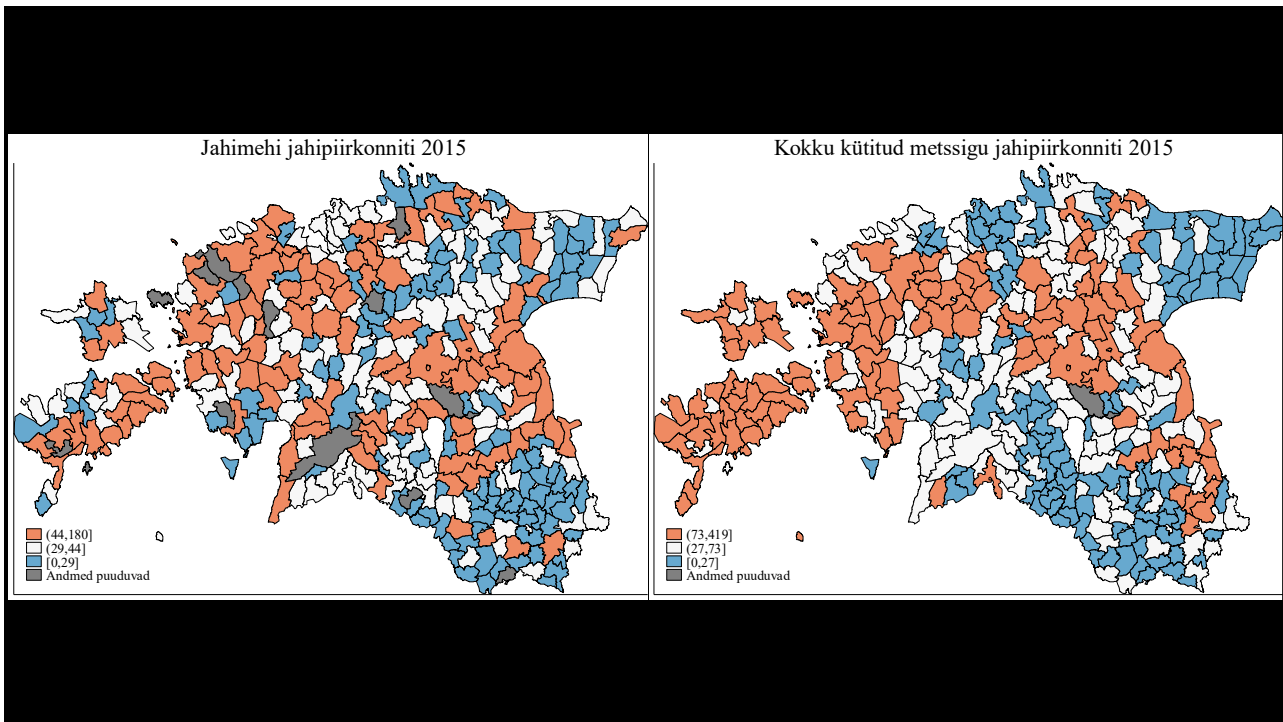 Jahimehi jahipiirkonniti 2015
(44,180]
(29,44]
[0,29]
Andmed puuduvad
Kokku kütitud metssigu jahipiirkonniti 2015
(73,419]
(27,73]
[0,27]
Andmed puuduvad